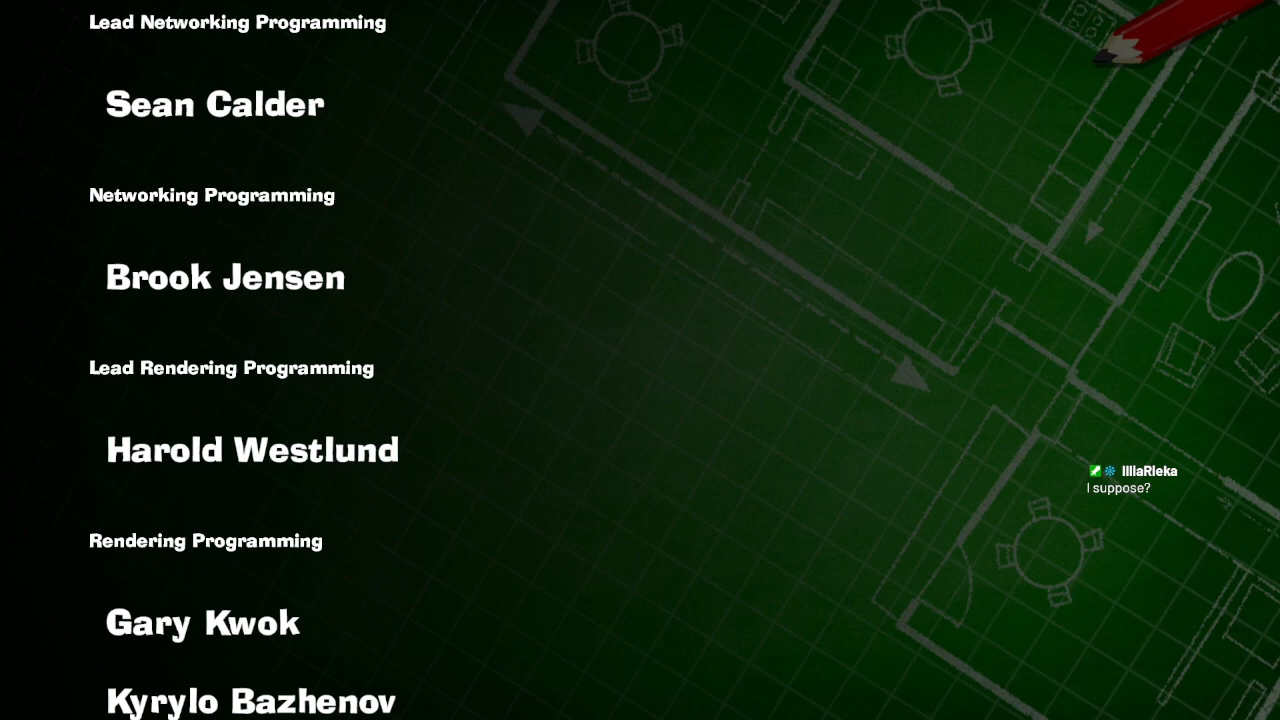 Lead Networking Programming
Sean Calder
Networking Programming
Brook Jensen
Lead Rendering Programming
Harold Westlund
IIIIaRIeka
I suppose?
Rendering Programming
Gary Kwok
Kyrylo Bazhenov